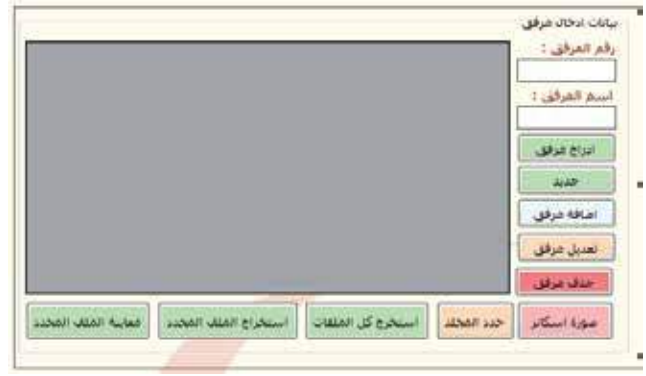 بيانات ادخال مرفق
رقم المرفق :
اسم المرفق :
ادراج مرفق
جديد
اضافة مرفق
تعديل مرفق
حذف مرفق
صورة اسكانر
حدد المجلد
استخرج كل الملفات
استخراج الملف المحدد
معاينة الملف المحدد